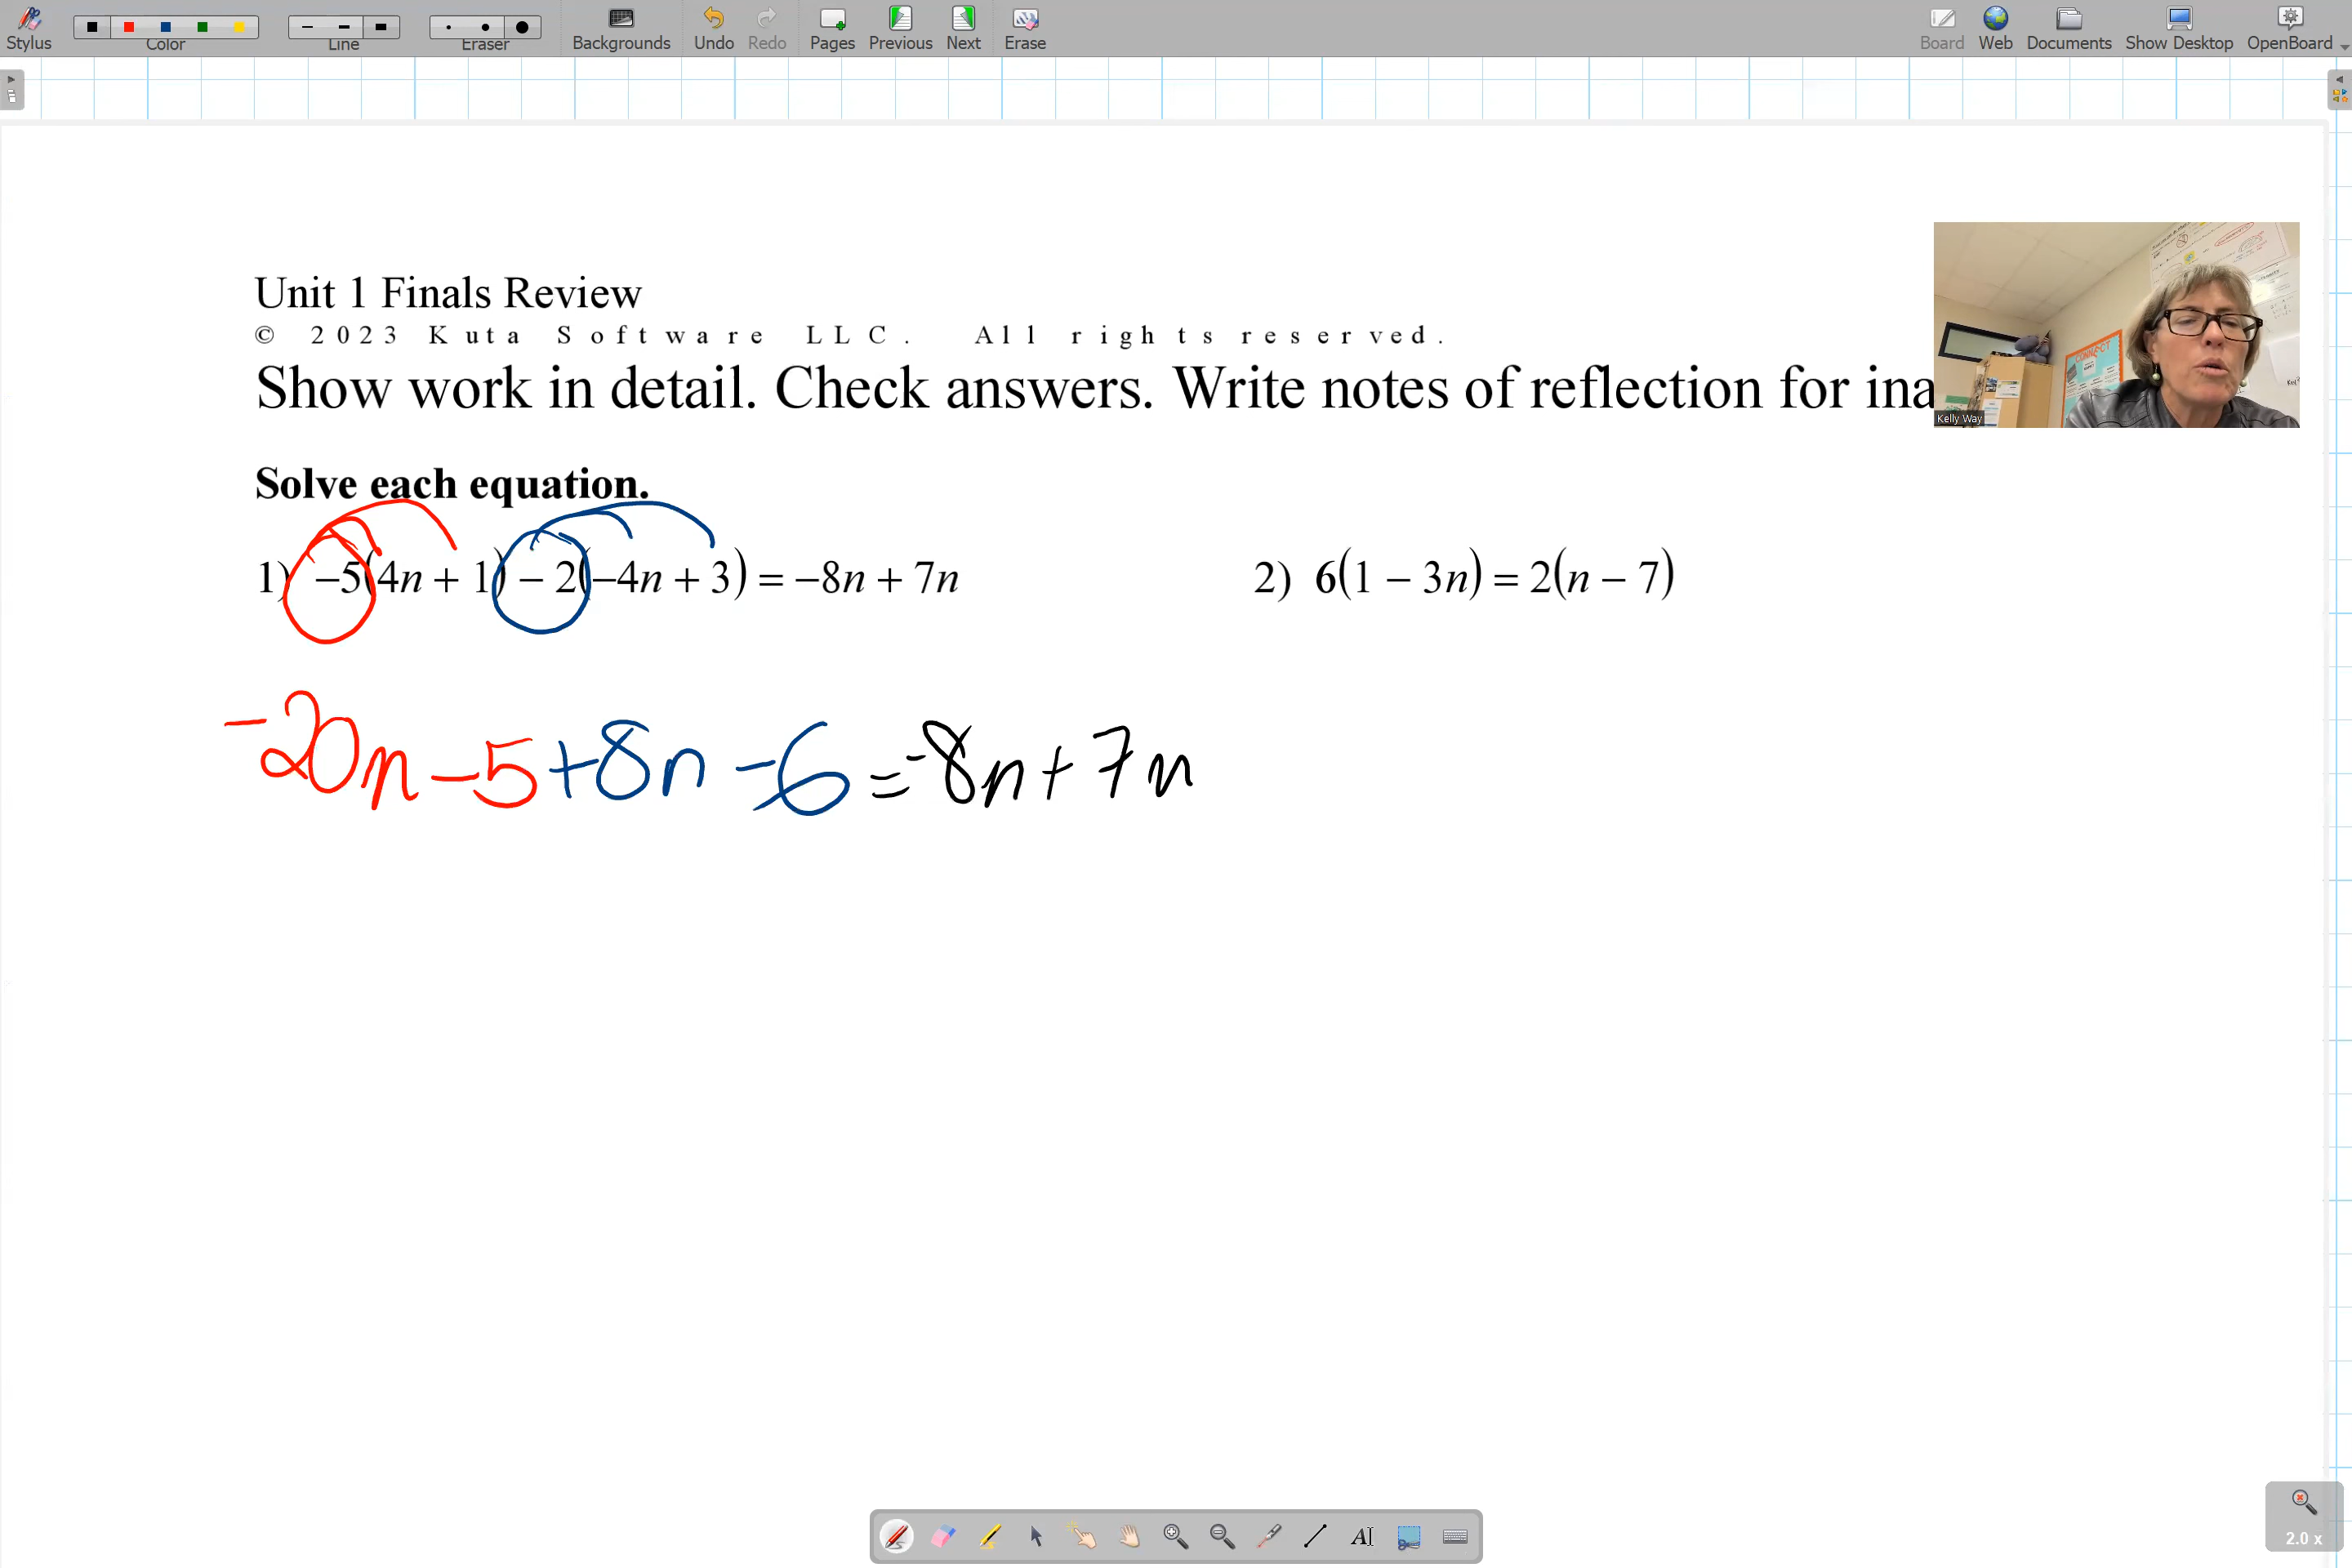 Stylus Color Line Eraser Backgrounds Undo Redo Pages Previous Next Erase Board Web Documents Show Desktop OpenBoard
Unit 1 Finals Review
© 2023 Kuta Software LLC. All rights reserved.
Show work in detail. Check answers. Write notes of reflection for ina
Kelly Way
CONNECT
Solve each equation.
1) −5(4n + 1) − 2(−4n + 3) = −8n + 7n
2) 6(1 − 3n) = 2(n − 7)
-20n -5 +8n -6 = -8n + 7n
2.0 x